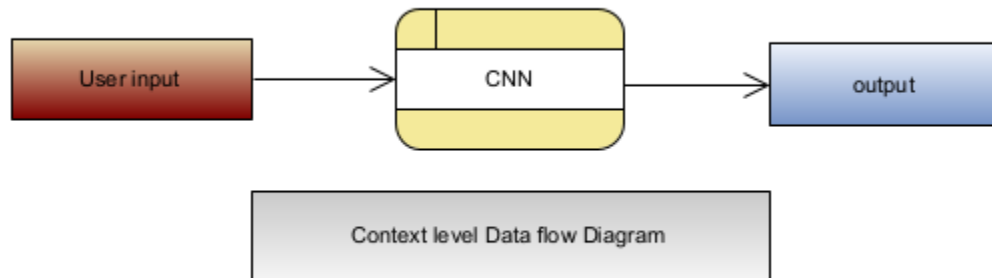 User input
CNN
output
Context level Data flow Diagram